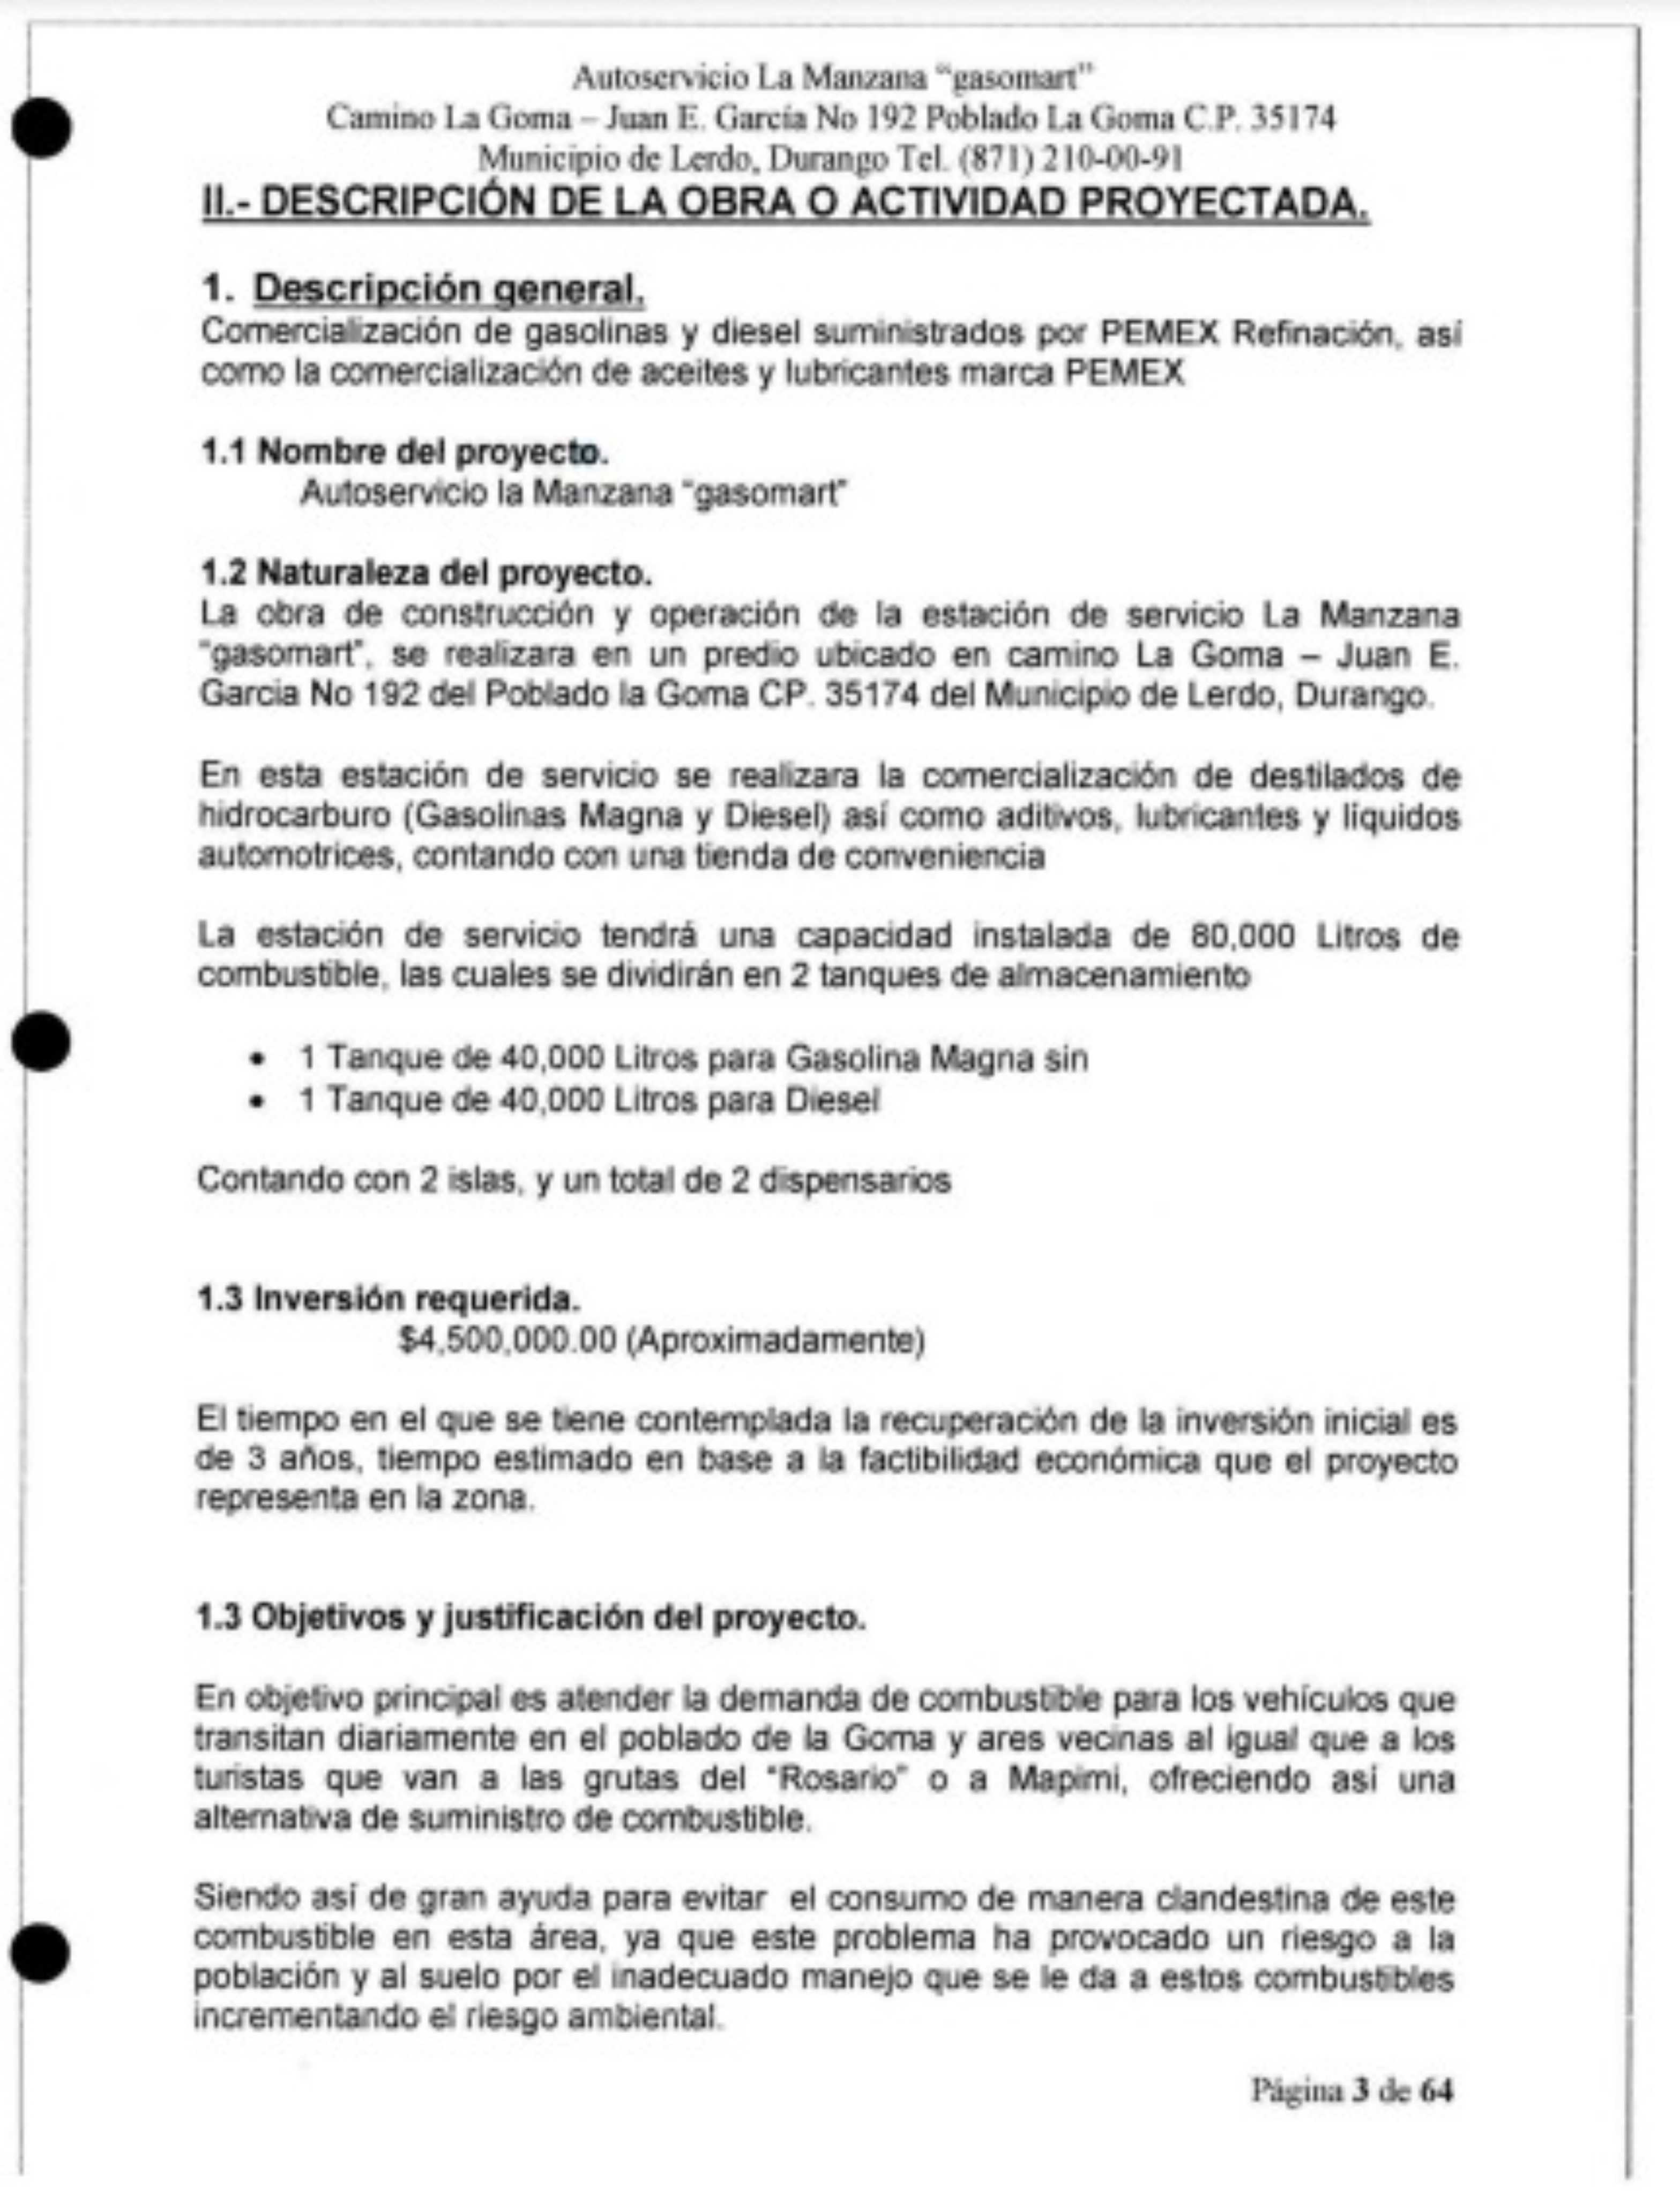 Autoservicio La Manzana “gasomart”
Camino La Goma – Juan E. García No 192 Poblado La Goma C.P. 35174
Municipio de Lerdo, Durango Tel. (871) 210-00-91
II.- DESCRIPCIÓN DE LA OBRA O ACTIVIDAD PROYECTADA.
1. Descripción general.
Comercialización de gasolinas y diesel suministrados por PEMEX Refinación, así
como la comercialización de aceites y lubricantes marca PEMEX
1.1 Nombre del proyecto.
Autoservicio la Manzana “gasomart”
1.2 Naturaleza del proyecto.
La obra de construcción y operación de la estación de servicio La Manzana
“gasomart”, se realizara en un predio ubicado en camino La Goma – Juan E.
Garcia No 192 del Poblado la Goma CP. 35174 del Municipio de Lerdo, Durango.
En esta estación de servicio se realizara la comercialización de destilados de
hidrocarburo (Gasolinas Magna y Diesel) así como aditivos, lubricantes y líquidos
automotrices, contando con una tienda de conveniencia
La estación de servicio tendrá una capacidad instalada de 80,000 Litros de
combustible, las cuales se dividirán en 2 tanques de almacenamiento
• 1 Tanque de 40,000 Litros para Gasolina Magna sin
• 1 Tanque de 40,000 Litros para Diesel
Contando con 2 islas, y un total de 2 dispensarios
1.3 Inversión requerida.
$4,500,000.00 (Aproximadamente)
El tiempo en el que se tiene contemplada la recuperación de la inversión inicial es
de 3 años, tiempo estimado en base a la factibilidad económica que el proyecto
representa en la zona.
1.3 Objetivos y justificación del proyecto.
En objetivo principal es atender la demanda de combustible para los vehículos que
transitan diariamente en el poblado de la Goma y ares vecinas al igual que a los
turistas que van a las grutas del “Rosario” o a Mapimi, ofreciendo así una
alternativa de suministro de combustible.
Siendo así de gran ayuda para evitar el consumo de manera clandestina de este
combustible en esta área, ya que este problema ha provocado un riesgo a la
población y al suelo por el inadecuado manejo que se le da a estos combustibles
incrementando el riesgo ambiental.
Página 3 de 64